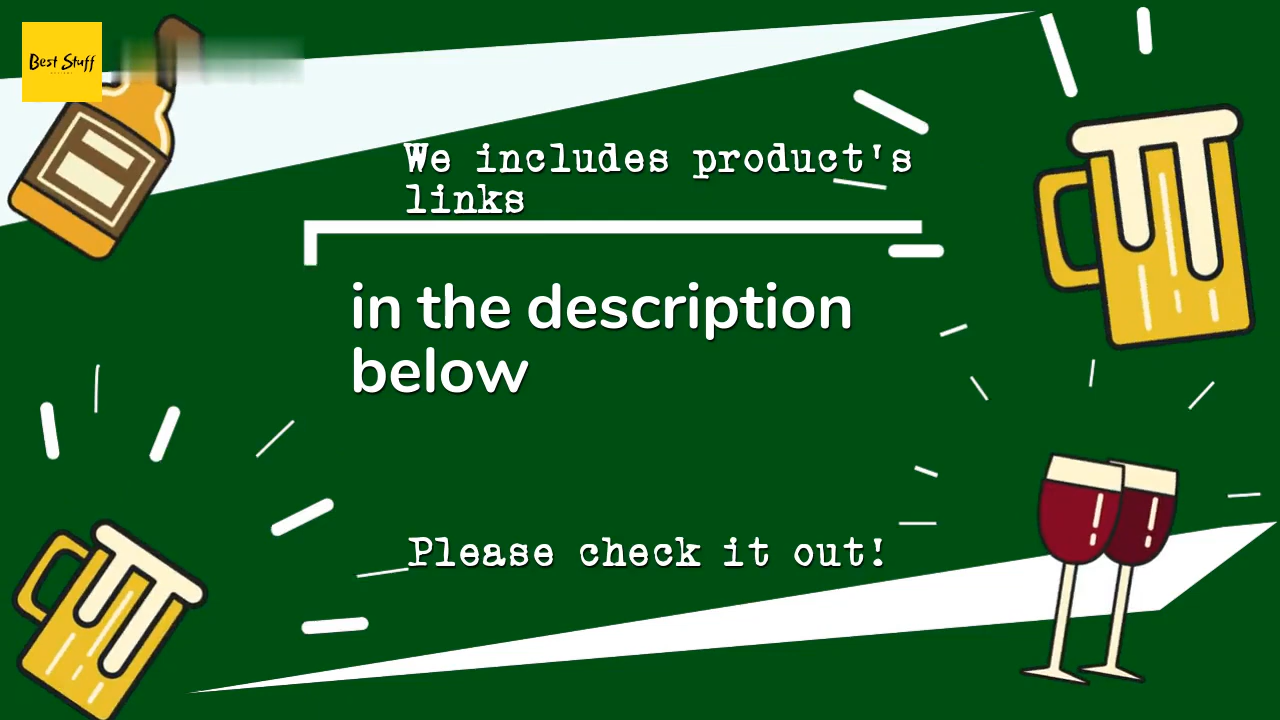 Best Stuff
We includes product's
links
in the description
below
Please check it out!